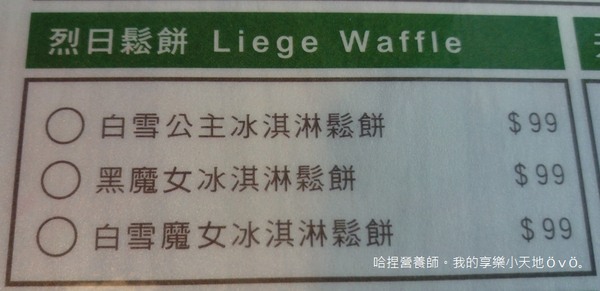 烈日鬆餅 Liege Waffle
白雪公主冰淇淋鬆餅 $99
黑魔女冰淇淋鬆餅 $99
白雪魔女冰淇淋鬆餅 $99
哈捏營養師。我的享樂小天地ǒvǒ。